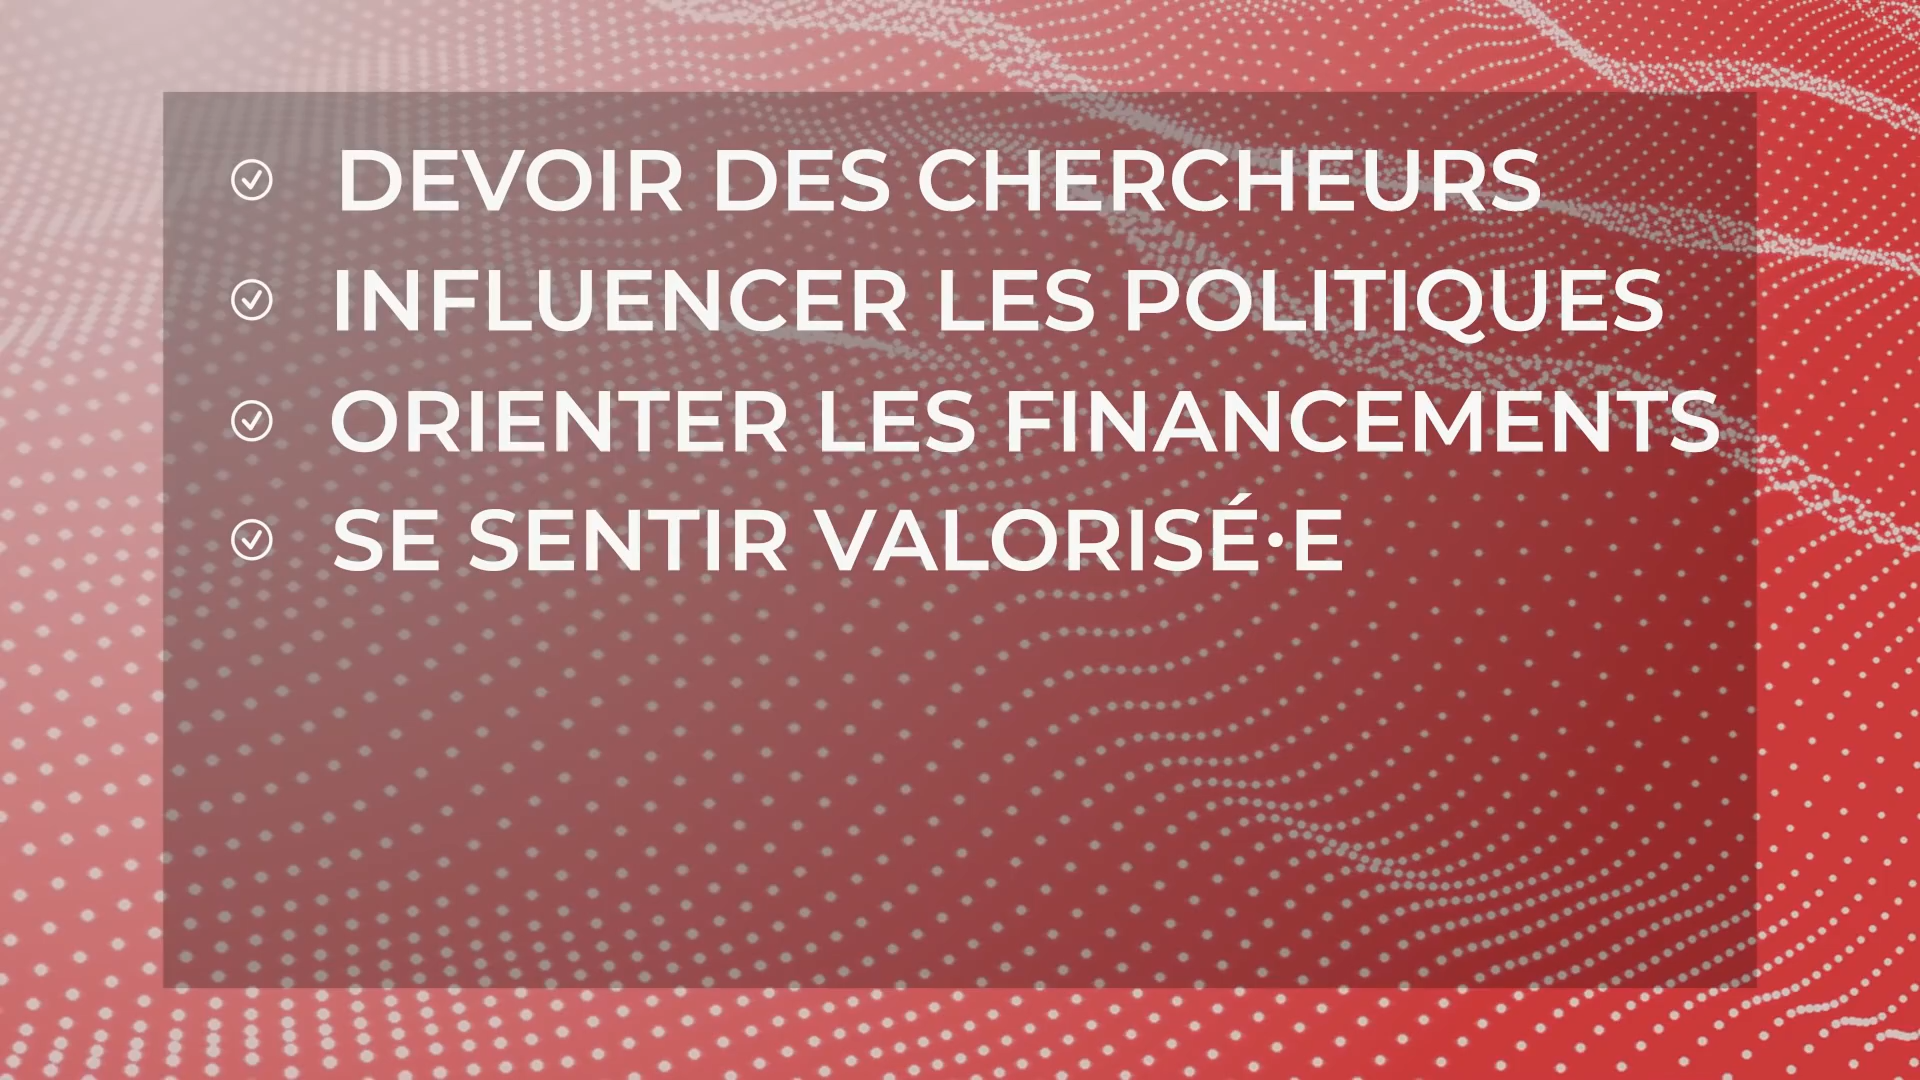 DEVOIR DES CHERCHEURS
INFLUENCER LES POLITIQUES
ORIENTER LES FINANCEMENTS
SE SENTIR VALORISÉ·E